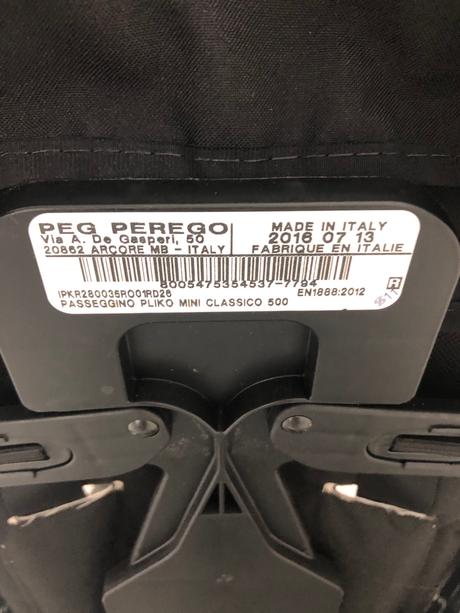 PEG PEREGO
Via A. De Gasperi, 50
20862 ARCORE MB - ITALY
MADE IN ITALY
2016 07 13
FABRIQUE EN ITALIE
8005475354537-7794
IPKR280035RO01RD26
EN1888:2012
PASSEGGINO PLIKO MINI CLASSICO 500
R